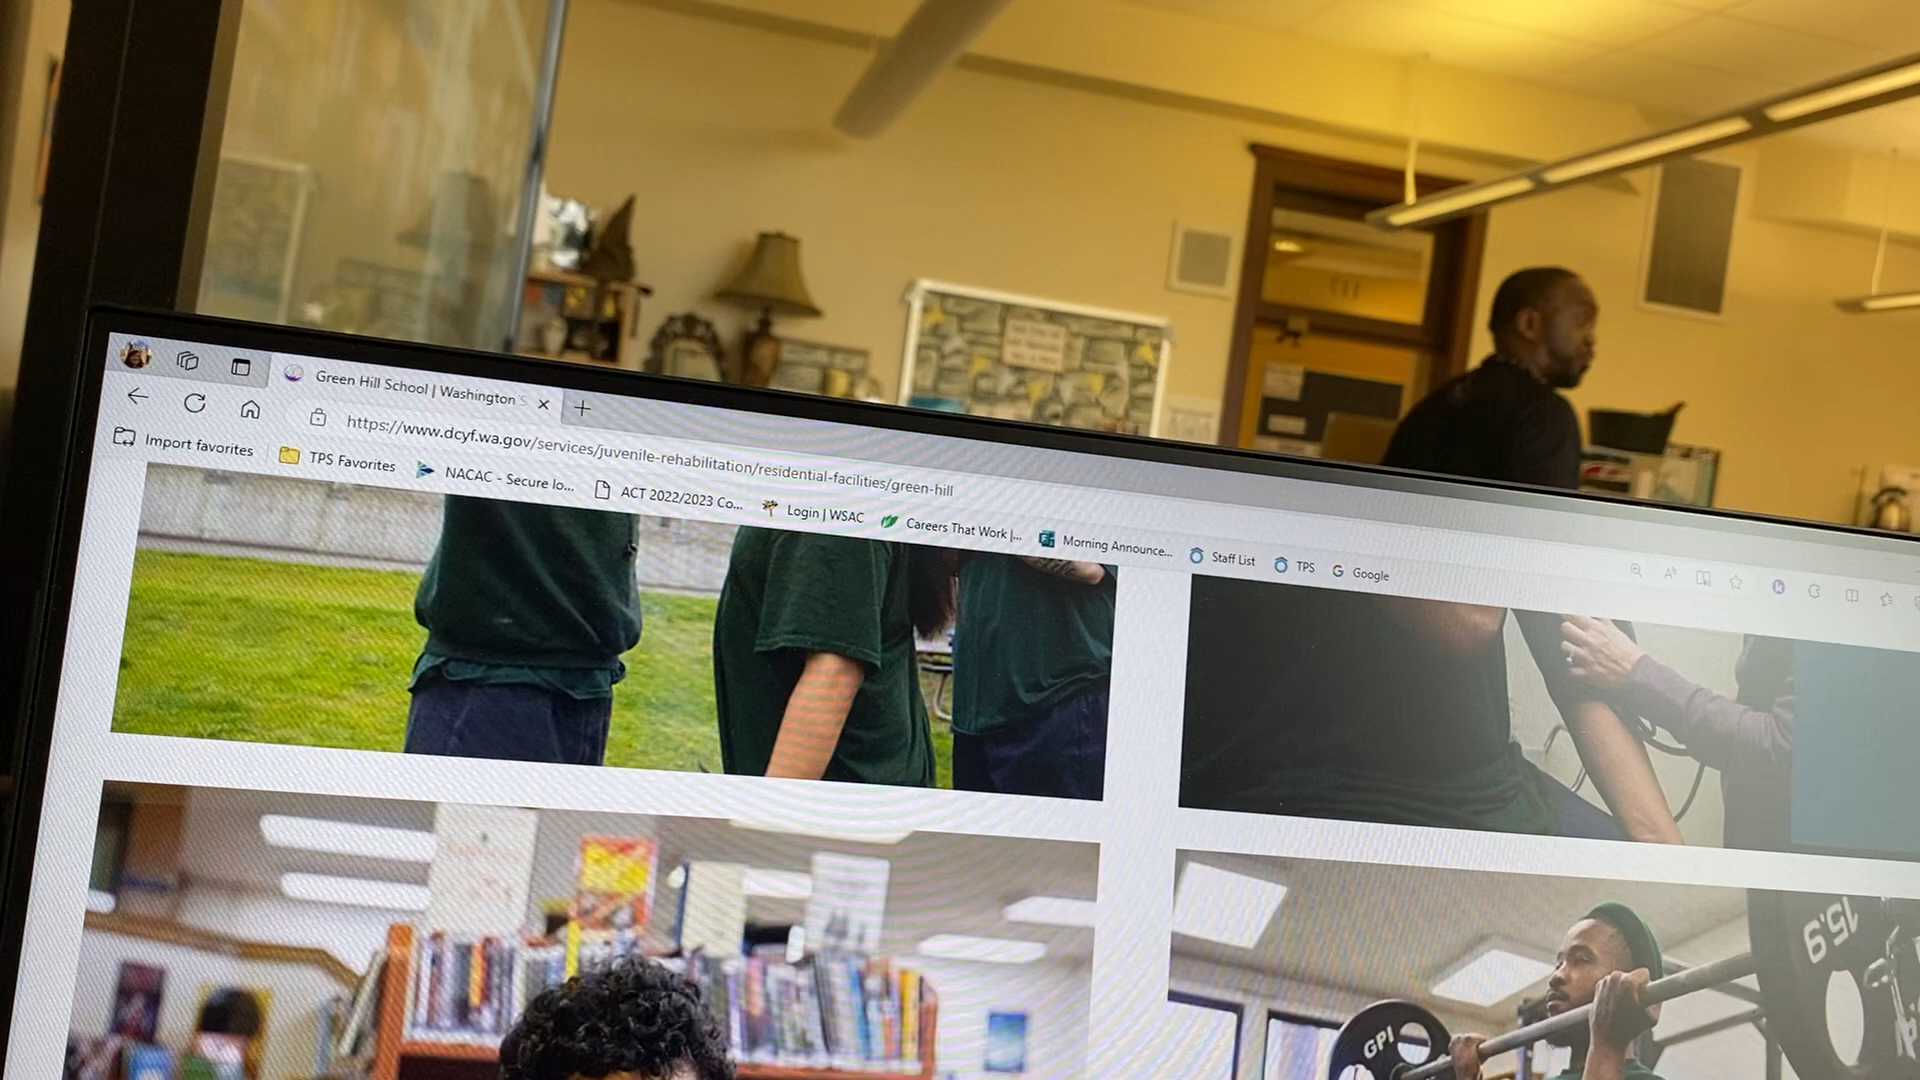 Green Hill School | Washington S
https://www.dcyf.wa.gov/services/juvenile-rehabilitation/residential-facilities/green-hill
Import favorites
TPS Favorites
NACAC - Secure lo...
ACT 2022/2023 Co...
Login | WSAC
Careers That Work |...
Morning Announce...
Staff List
TPS
Google
GPI
15.9